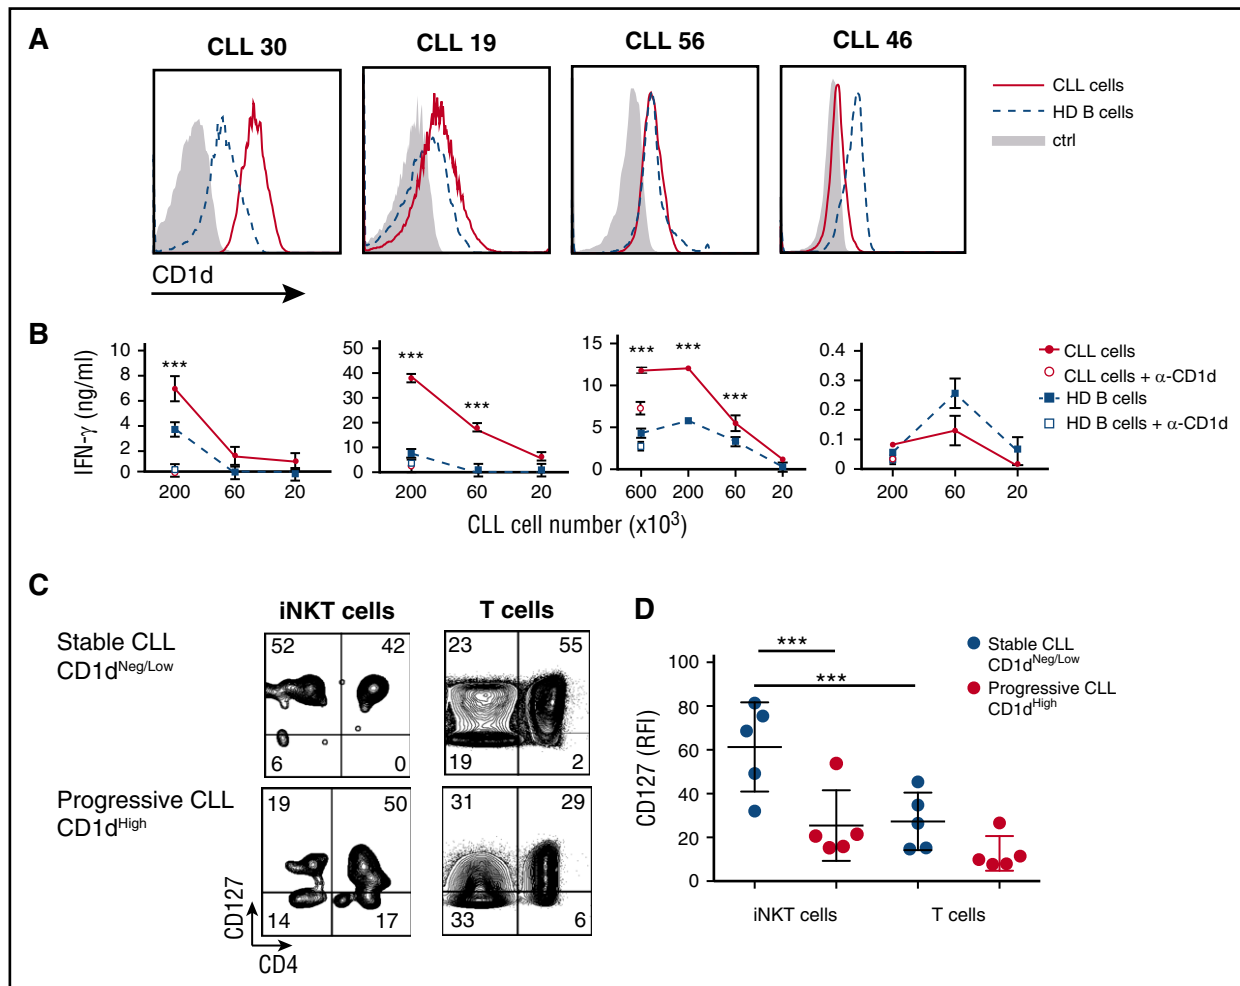 A
CLL 30
CLL 19
CLL 56
CLL 46
CLL cells
HD B cells
ctrl
CD1d
B
IFN-γ (ng/ml)
10
8
6
4
2
0
***
200
60
20
50
40
30
20
10
0
***
***
200
60
20
15
10
5
0
***
***
***
600
200
60
20
0.4
0.3
0.2
0.1
0
200
60
20
CLL cells
CLL cells + α-CD1d
HD B cells
HD B cells + α-CD1d
CLL cell number (x10³)
C
iNKT cells
T cells
Stable CLL
CD1dNeg/Low
52
42
6
0
23
55
19
2
Progressive CLL
CD1dHigh
19
50
14
17
31
29
33
6
CD127
CD4
D
Stable CLL
CD1dNeg/Low
Progressive CLL
CD1dHigh
***
***
CD127 (RFI)
100
80
60
40
20
0
iNKT cells
T cells